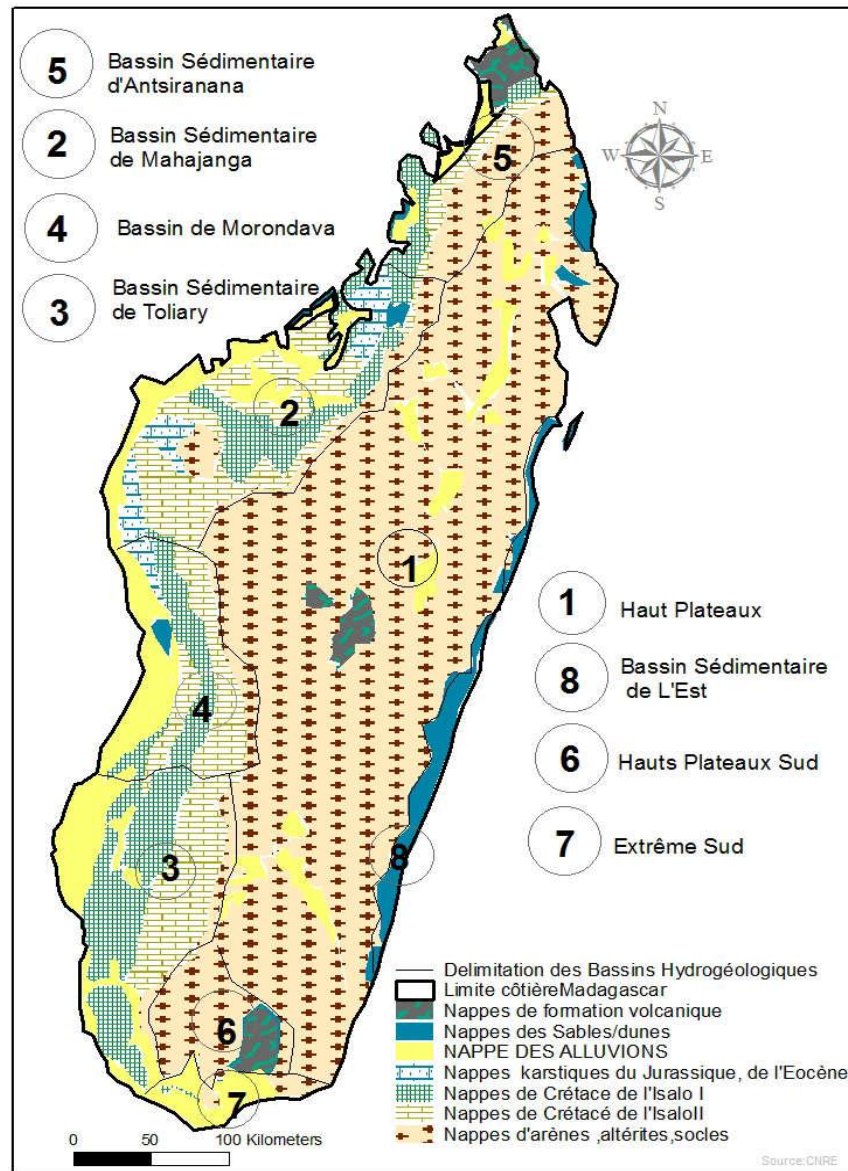 5 Bassin Sédimentaire
d'Antsiranana
2 Bassin Sédimentaire
de Mahajanga
4 Bassin de Morondava
3 Bassin Sédimentaire
de Toliary
N
W E
S
5
2
1
4
3
8
6
7
1 Haut Plateaux
8 Bassin Sédimentaire
de L'Est
6 Hauts Plateaux Sud
7 Extrême Sud
Delimitation des Bassins Hydrogéologiques
Limite côtièreMadagascar
Nappes de formation volcanique
Nappes des Sables/dunes
NAPPE DES ALLUVIONS
Nappes karstiques du Jurassique, de l'Eocène
Nappes de Crétace de l'Isalo I
Nappes de Crétacé de l'IsaloII
Nappes d'arènes ,altérites,socles
0 50 100 Kilometers
Source:CNRE